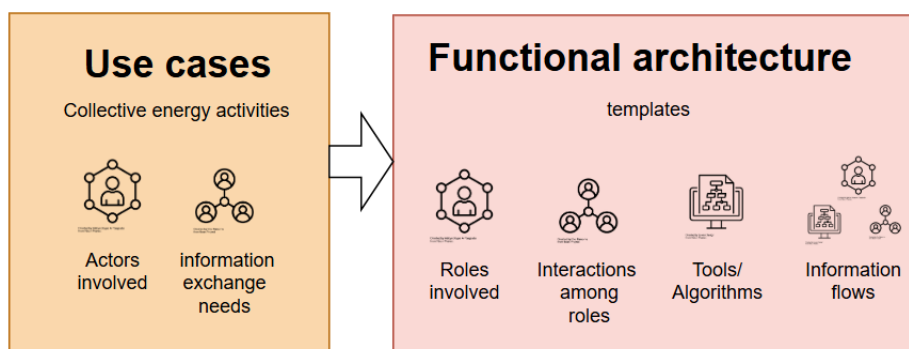 Use cases
Collective energy activities
Actors
involved
information
exchange
needs
Functional architecture
templates
Roles
involved
Interactions
among
roles
Tools/
Algorithms
Information
flows